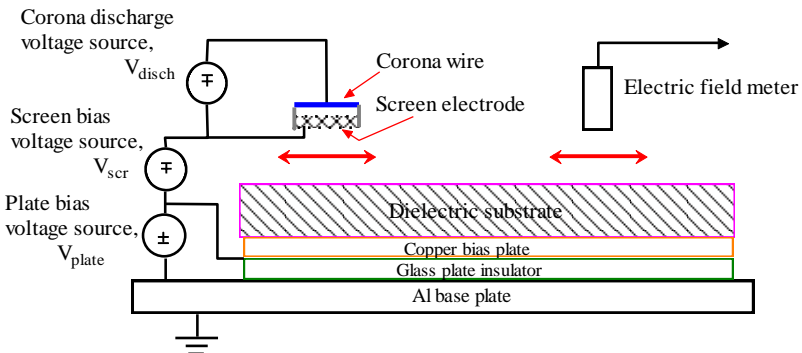 Corona discharge
voltage source,
V_disch
Corona wire
Screen electrode
Electric field meter
Screen bias
voltage source,
V_scr
Plate bias
voltage source,
V_plate
Dielectric substrate
Copper bias plate
Glass plate insulator
Al base plate